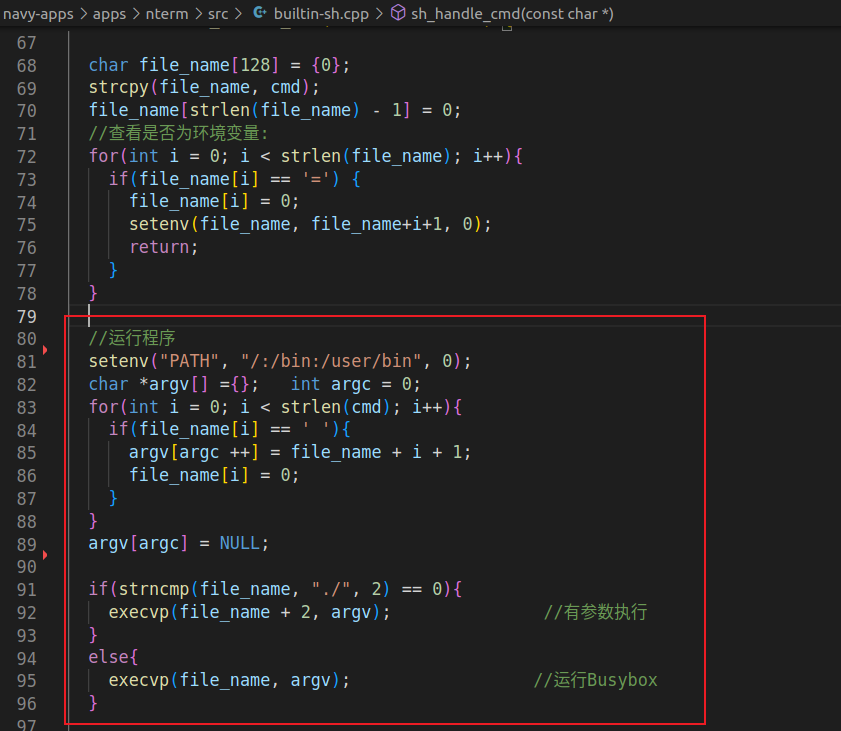 navy-apps > apps > nterm > src > builtin-sh.cpp > sh_handle_cmd(const char *)
67
68 char file_name[128] = {0};
69 strcpy(file_name, cmd);
70 file_name[strlen(file_name) - 1] = 0;
71 //查看是否为环境变量:
72 for(int i = 0; i < strlen(file_name); i++){
73 if(file_name[i] == '=') {
74 file_name[i] = 0;
75 setenv(file_name, file_name+i+1, 0);
76 return;
77 }
78 }
79
80 //运行程序
81 setenv("PATH", "/:/bin:/user/bin", 0);
82 char *argv[] ={};   int argc = 0;
83 for(int i = 0; i < strlen(cmd); i++){
84 if(file_name[i] == ' '){
85 argv[argc ++] = file_name + i + 1;
86 file_name[i] = 0;
87 }
88 }
89 argv[argc] = NULL;
90
91 if(strncmp(file_name, "./", 2) == 0){
92 execvp(file_name + 2, argv); //有参数执行
93 }
94 else{
95 execvp(file_name, argv); //运行Busybox
96 }
97